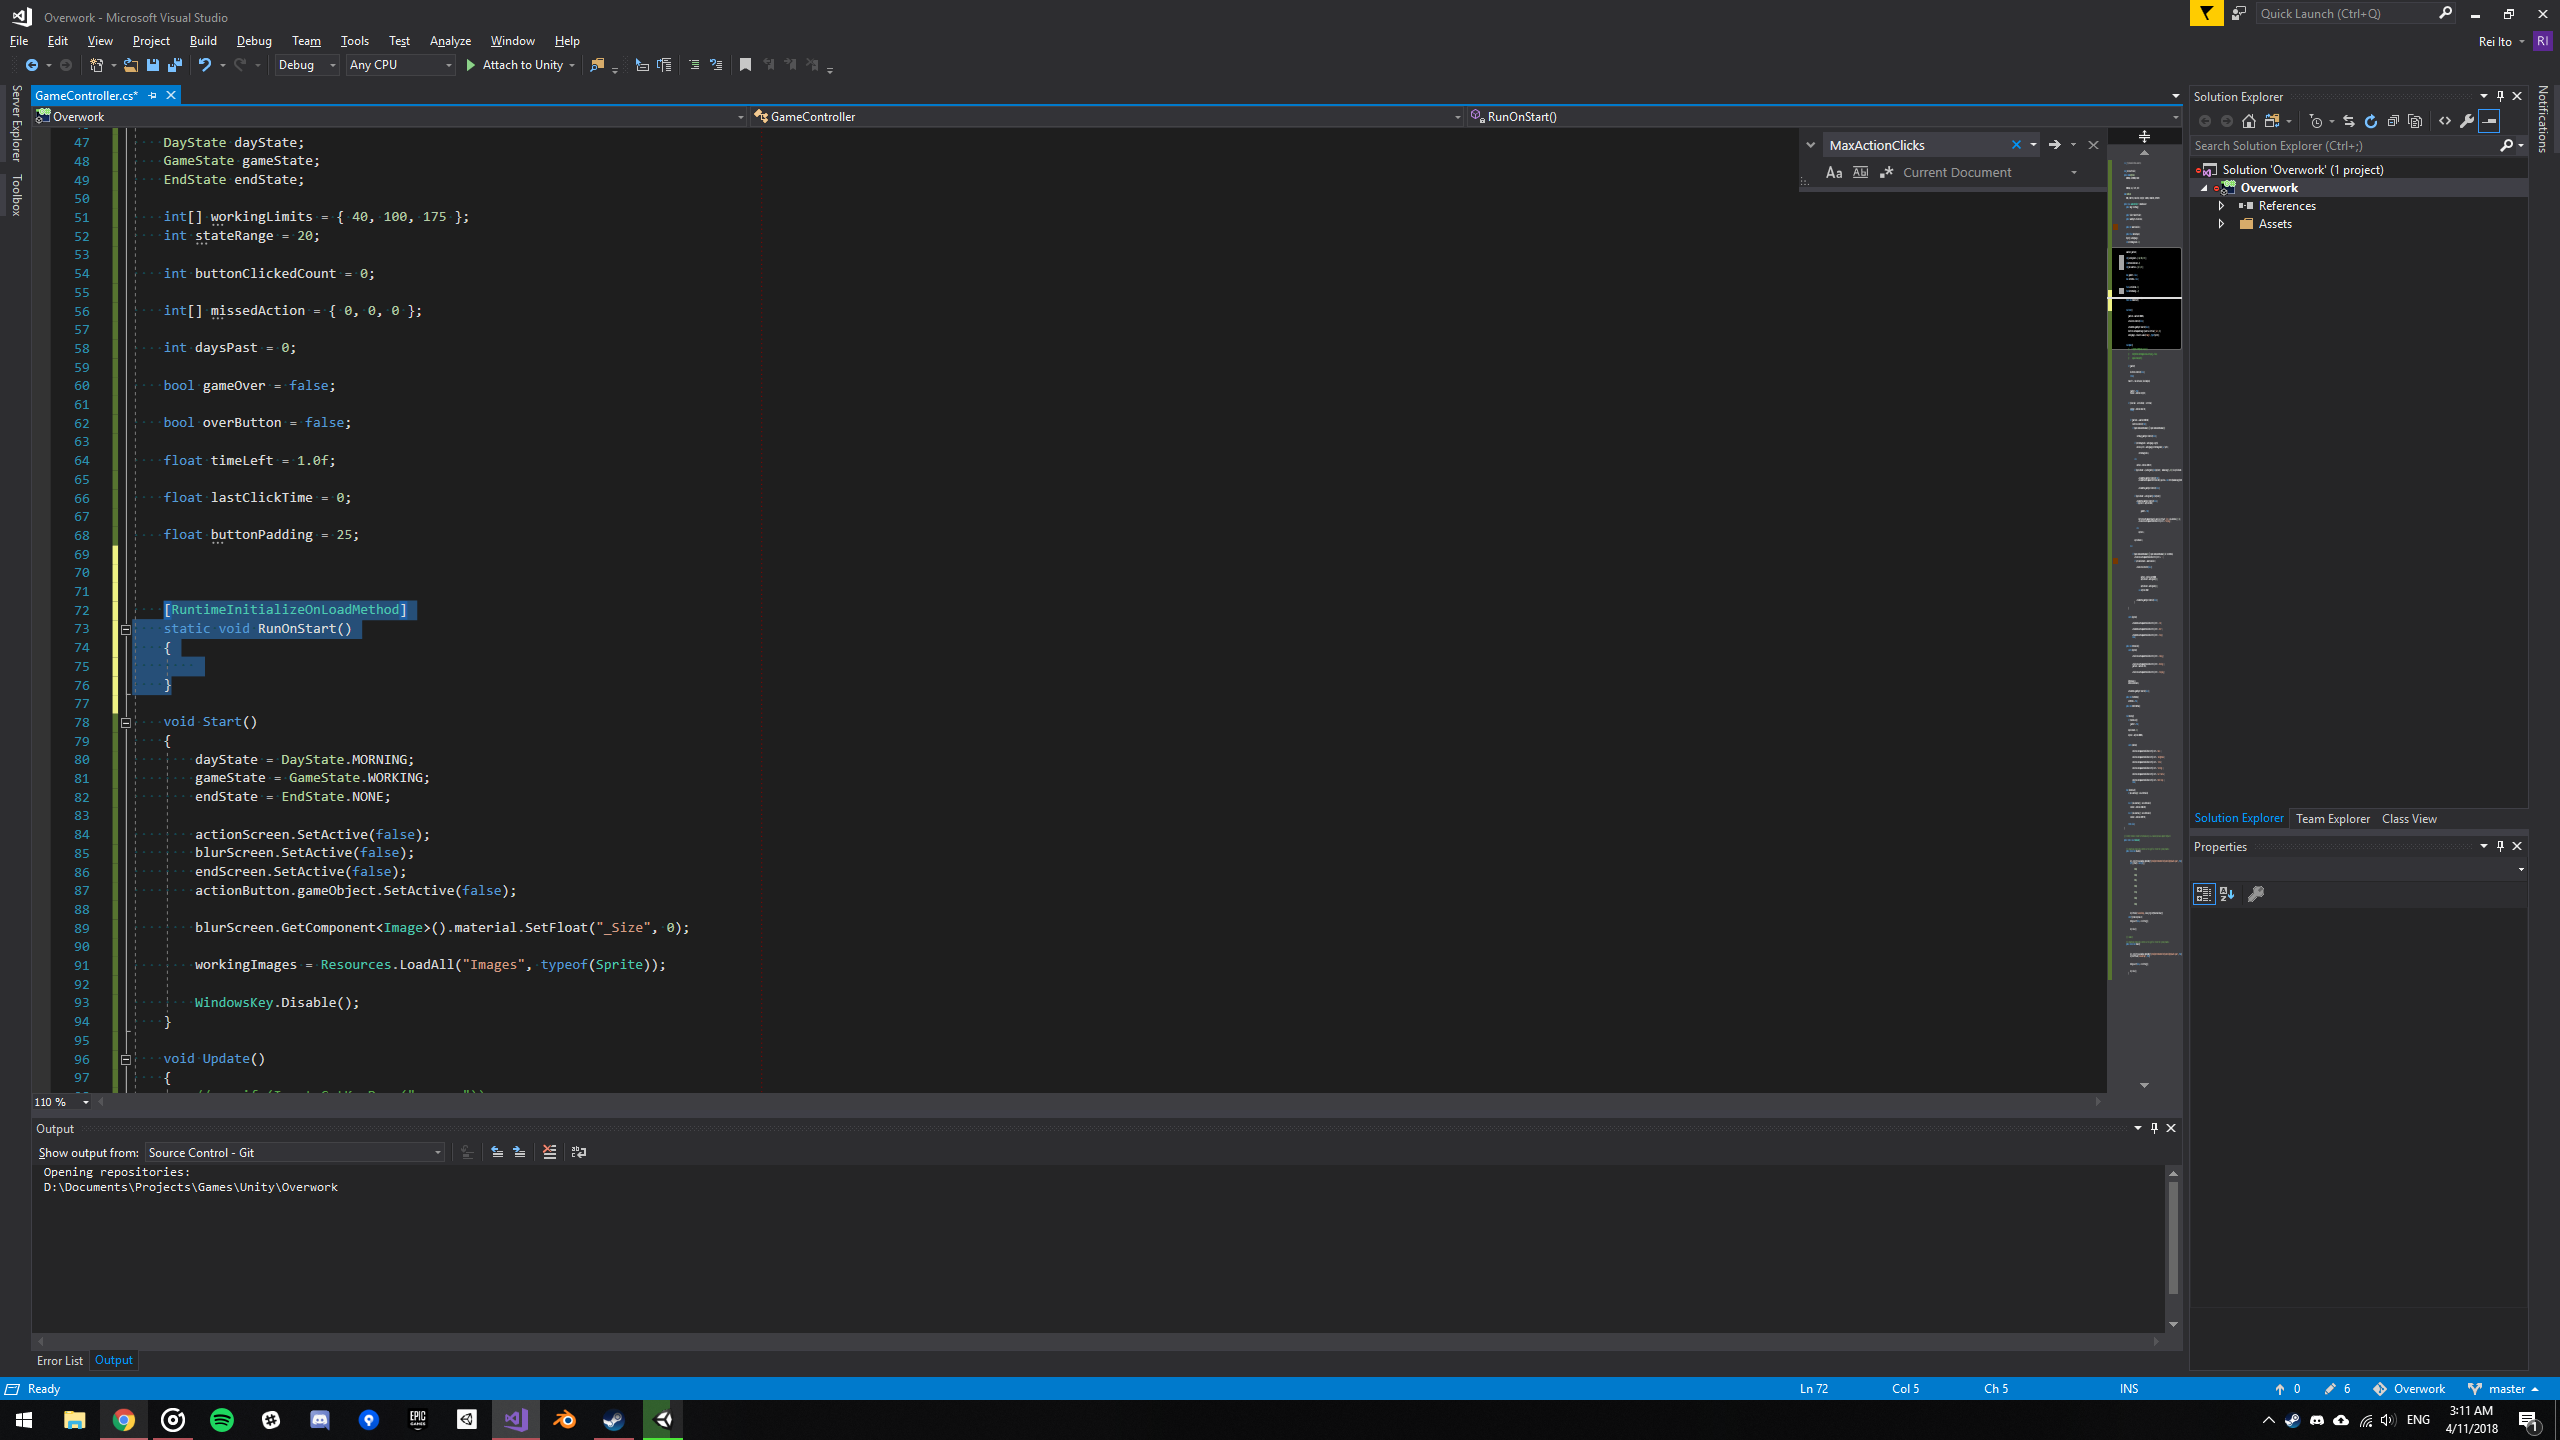 Overwork - Microsoft Visual Studio
Quick Launch (Ctrl+Q)
File Edit View Project Build Debug Team Tools Test Analyze Window Help
Rei Ito RI
Debug Any CPU Attach to Unity
Server Explorer
Toolbox
GameController.cs*
Overwork GameController RunOnStart()
47 DayState dayState;
48 GameState gameState;
49 EndState endState;
50
51 int[] workingLimits = { 40, 100, 175 };
52 int stateRange = 20;
53
54 int buttonClickedCount = 0;
55
56 int[] missedAction = { 0, 0, 0 };
57
58 int daysPast = 0;
59
60 bool gameOver = false;
61
62 bool overButton = false;
63
64 float timeLeft = 1.0f;
65
66 float lastClickTime = 0;
67
68 float buttonPadding = 25;
69
70
71
72 [RuntimeInitializeOnLoadMethod]
73 static void RunOnStart()
74 {
75
76 }
77
78 void Start()
79 {
80 dayState = DayState.MORNING;
81 gameState = GameState.WORKING;
82 endState = EndState.NONE;
83
84 actionScreen.SetActive(false);
85 blurScreen.SetActive(false);
86 endScreen.SetActive(false);
87 actionButton.gameObject.SetActive(false);
88
89 blurScreen.GetComponent<Image>().material.SetFloat("_Size", 0);
90
91 workingImages = Resources.LoadAll("Images", typeof(Sprite));
92
93 WindowsKey.Disable();
94 }
95
96 void Update()
97 {
MaxActionClicks
Aa Ab Current Document
110 %
Output
Show output from: Source Control - Git
Opening repositories:
D:\Documents\Projects\Games\Unity\Overwork
Error List Output
Solution Explorer
Search Solution Explorer (Ctrl+;)
Solution 'Overwork' (1 project)
Overwork
References
Assets
Solution Explorer Team Explorer Class View
Properties
Notifications
Ready Ln 72 Col 5 Ch 5 INS 0 6 Overwork master
EPIC GAMES
ENG
3:11 AM
4/11/2018
1